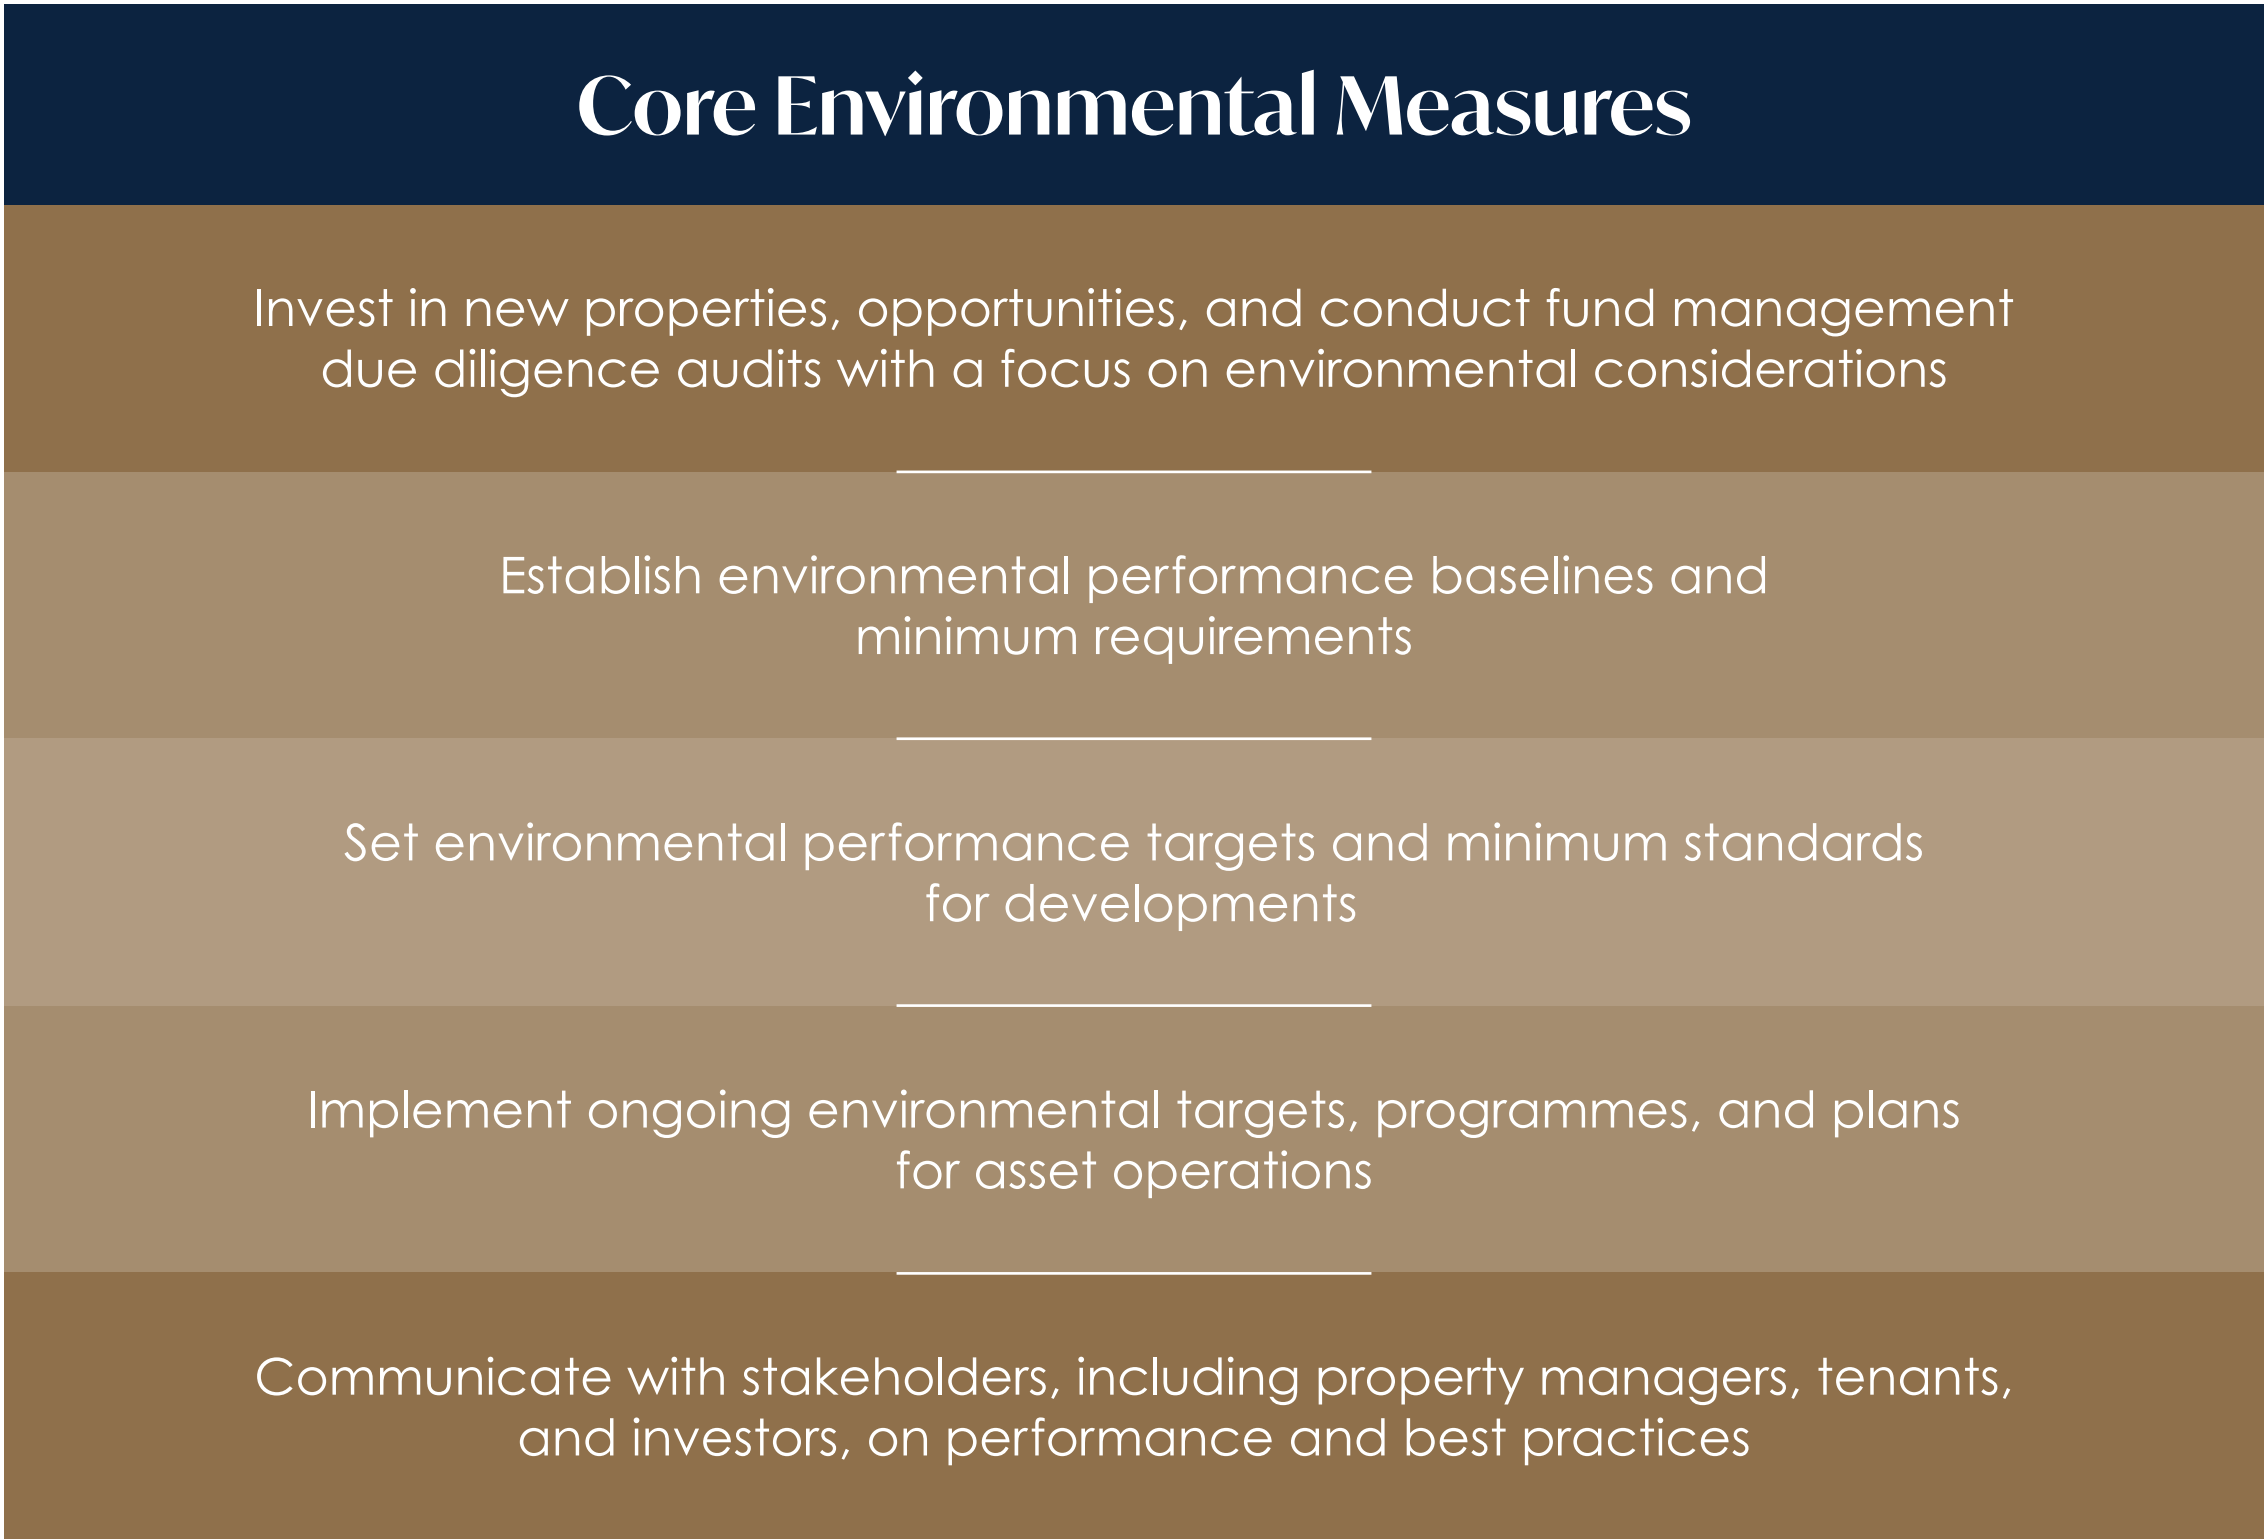 Core Environmental Measures
Invest in new properties, opportunities, and conduct fund management
due diligence audits with a focus on environmental considerations
Establish environmental performance baselines and
minimum requirements
Set environmental performance targets and minimum standards
for developments
Implement ongoing environmental targets, programmes, and plans
for asset operations
Communicate with stakeholders, including property managers, tenants,
and investors, on performance and best practices